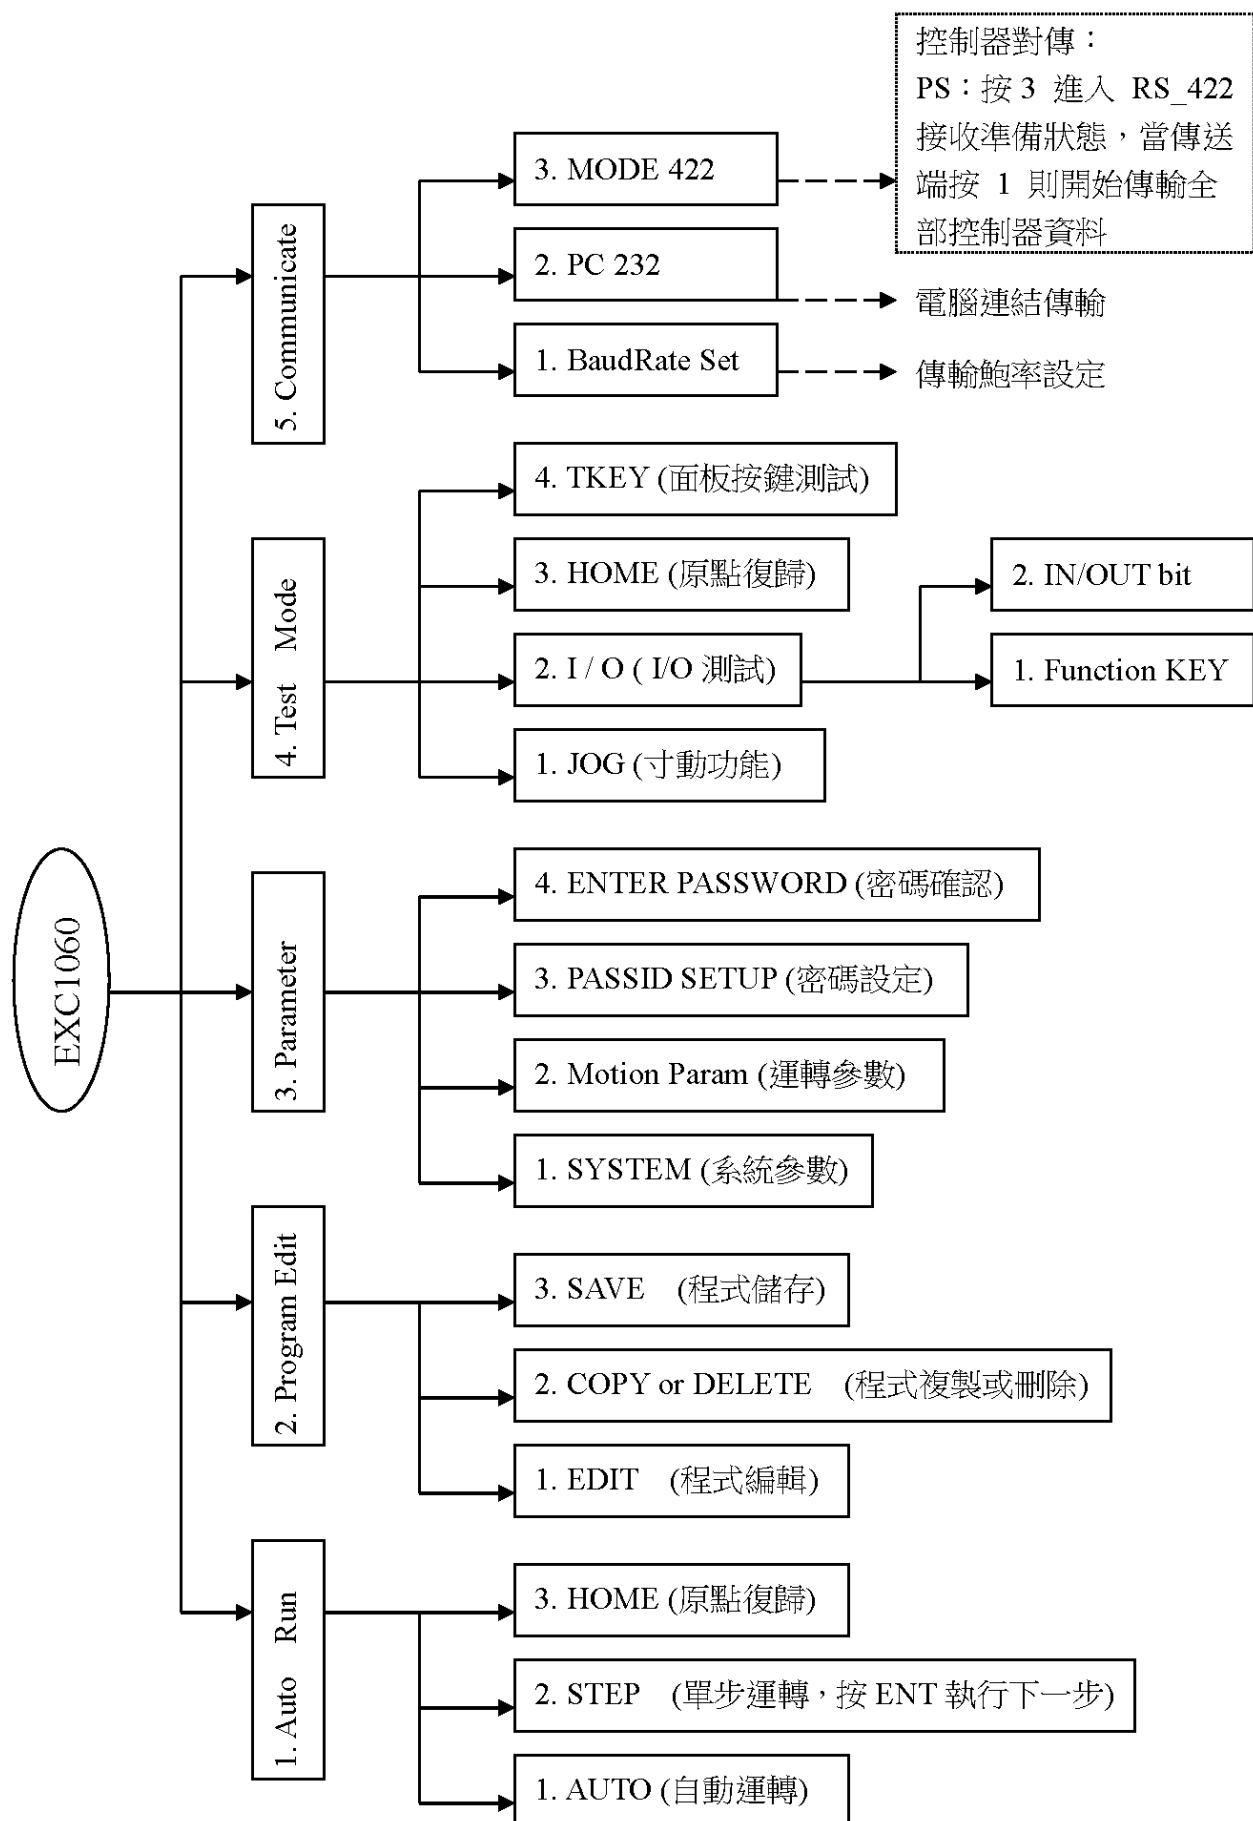 控制器對傳：
PS：按 3 進入 RS_422
接收準備狀態，當傳送
端按 1 則開始傳輸全
部控制器資料
3. MODE 422
2. PC 232
電腦連結傳輸
1. BaudRate Set
傳輸鮑率設定
5. Communicate
4. TKEY (面板按鍵測試)
3. HOME (原點復歸)
2. IN/OUT bit
2. I / O ( I/O 測試)
1. Function KEY
1. JOG (寸動功能)
4. Test Mode
EXC1060
4. ENTER PASSWORD (密碼確認)
3. PASSID SETUP (密碼設定)
2. Motion Param (運轉參數)
1. SYSTEM (系統參數)
3. Parameter
3. SAVE (程式儲存)
2. COPY or DELETE (程式複製或刪除)
1. EDIT (程式編輯)
2. Program Edit
3. HOME (原點復歸)
2. STEP (單步運轉，按 ENT 執行下一步)
1. AUTO (自動運轉)
1. Auto Run